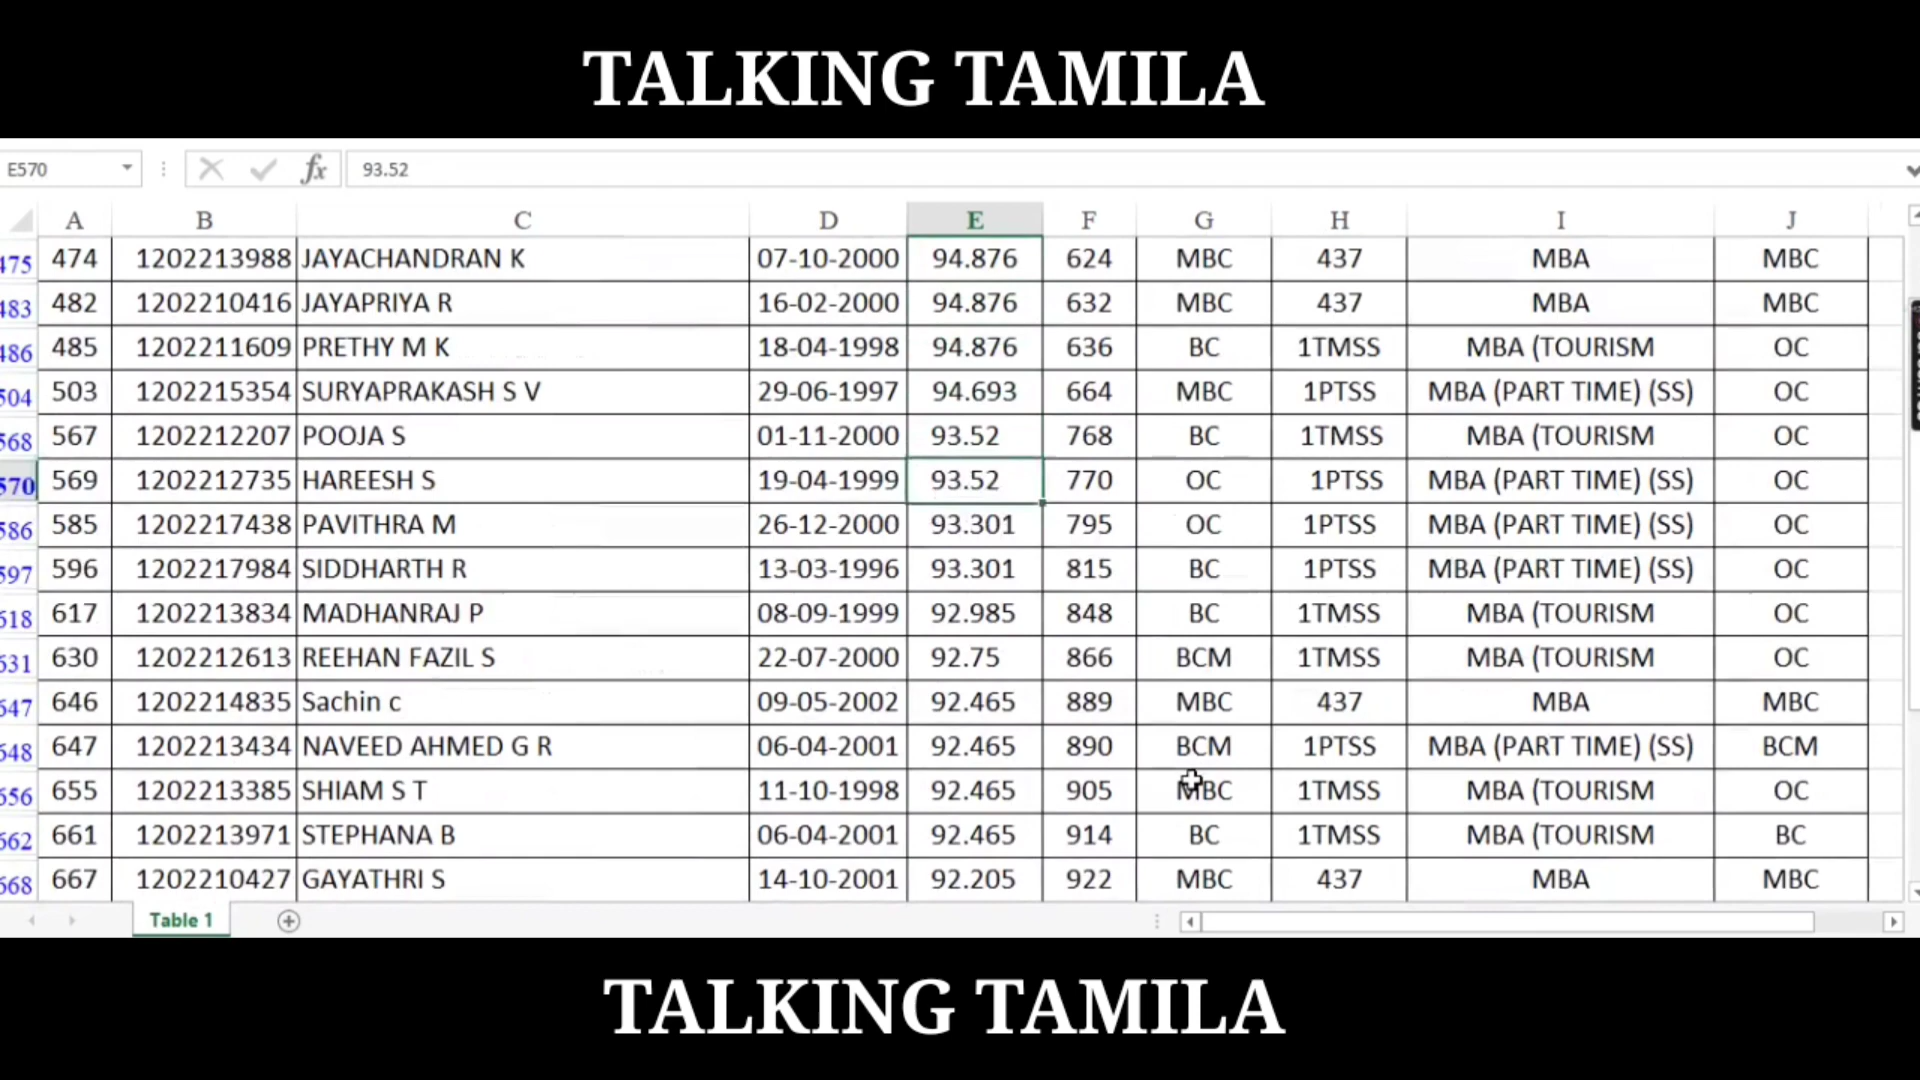 TALKING TAMILA
E570 fx 93.52
A B C D E F G H I J
475 474 1202213988 JAYACHANDRAN K 07-10-2000 94.876 624 MBC 437 MBA MBC
483 482 1202210416 JAYAPRIYA R 16-02-2000 94.876 632 MBC 437 MBA MBC
486 485 1202211609 PRETHY M K 18-04-1998 94.876 636 BC 1TMSS MBA (TOURISM OC
504 503 1202215354 SURYAPRAKASH S V 29-06-1997 94.693 664 MBC 1PTSS MBA (PART TIME) (SS) OC
568 567 1202212207 POOJA S 01-11-2000 93.52 768 BC 1TMSS MBA (TOURISM OC
570 569 1202212735 HAREESH S 19-04-1999 93.52 770 OC 1PTSS MBA (PART TIME) (SS) OC
586 585 1202217438 PAVITHRA M 26-12-2000 93.301 795 OC 1PTSS MBA (PART TIME) (SS) OC
597 596 1202217984 SIDDHARTH R 13-03-1996 93.301 815 BC 1PTSS MBA (PART TIME) (SS) OC
618 617 1202213834 MADHANRAJ P 08-09-1999 92.985 848 BC 1TMSS MBA (TOURISM OC
631 630 1202212613 REEHAN FAZIL S 22-07-2000 92.75 866 BCM 1TMSS MBA (TOURISM OC
647 646 1202214835 Sachin c 09-05-2002 92.465 889 MBC 437 MBA MBC
648 647 1202213434 NAVEED AHMED G R 06-04-2001 92.465 890 BCM 1PTSS MBA (PART TIME) (SS) BCM
656 655 1202213385 SHIAM S T 11-10-1998 92.465 905 MBC 1TMSS MBA (TOURISM OC
662 661 1202213971 STEPHANA B 06-04-2001 92.465 914 BC 1TMSS MBA (TOURISM BC
668 667 1202210427 GAYATHRI S 14-10-2001 92.205 922 MBC 437 MBA MBC
Table 1
TALKING TAMILA